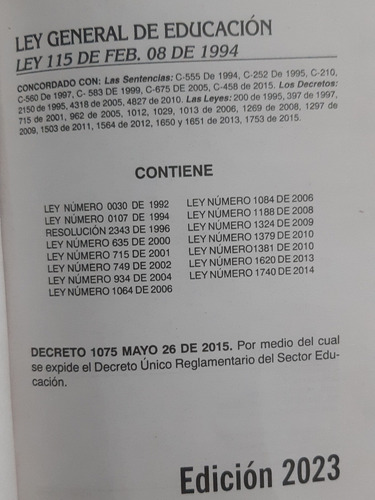 LEY GENERAL DE EDUCACIÓN
LEY 115 DE FEB. 08 DE 1994
CONCORDADO CON: Las Sentencias: C-555 De 1994, C-252 De 1995, C-210,
C-560 De 1997, C- 583 DE 1999, C-675 DE 2005, C-458 de 2015. Los Decretos:
2150 de 1995, 4318 de 2005, 4827 de 2010. Las Leyes: 200 de 1995, 397 de 1997,
715 de 2001, 962 de 2005, 1012, 1029, 1013 de 2006, 1269 de 2008, 1297 de
2009, 1503 de 2011, 1564 de 2012, 1650 y 1651 de 2013, 1753 de 2015.
CONTIENE
LEY NÚMERO 0030 DE 1992
LEY NÚMERO 0107 DE 1994
RESOLUCIÓN 2343 DE 1996
LEY NÚMERO 635 DE 2000
LEY NÚMERO 715 DE 2001
LEY NÚMERO 749 DE 2002
LEY NÚMERO 934 DE 2004
LEY NÚMERO 1064 DE 2006
LEY NÚMERO 1084 DE 2006
LEY NÚMERO 1188 DE 2008
LEY NÚMERO 1324 DE 2009
LEY NÚMERO 1379 DE 2010
LEY NÚMERO1381 DE 2010
LEY NÚMERO 1620 DE 2013
LEY NÚMERO 1740 DE 2014
DECRETO 1075 MAYO 26 DE 2015. Por medio del cual
se expide el Decreto Único Reglamentario del Sector Edu-
cación.
Edición 2023